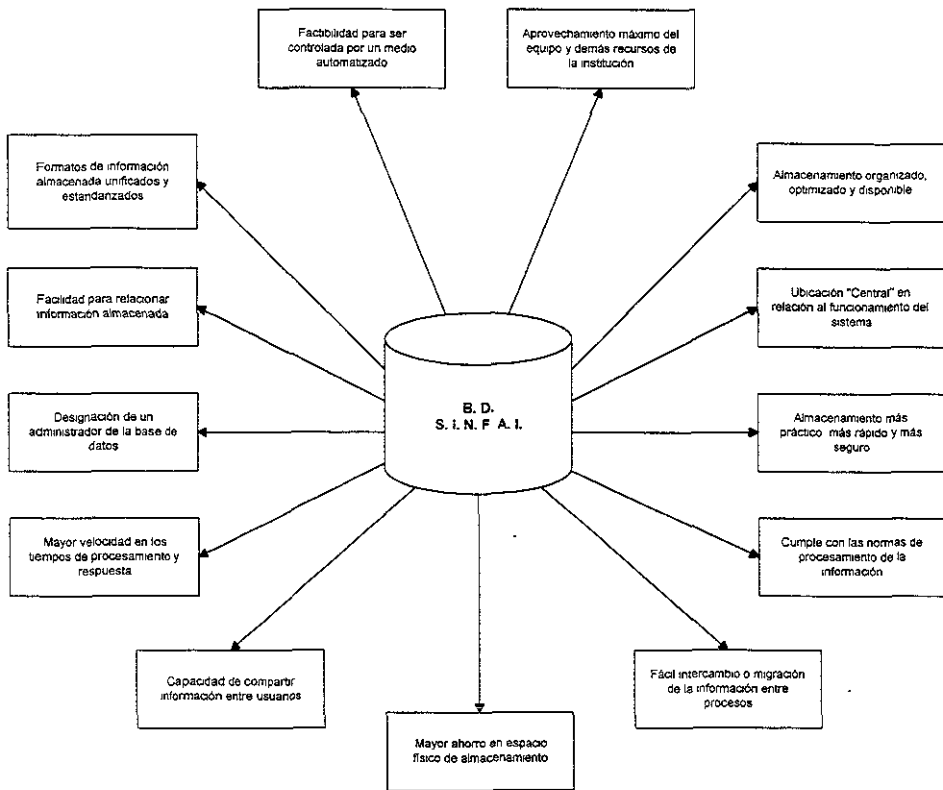 Factibilidad para ser
controlada por un medio
automatizado
Aprovechamiento máximo del
equipo y demás recursos de
la institución
Formatos de información
almacenada unificados y
estandarizados
Almacenamiento organizado,
optimizado y disponible
Facilidad para relacionar
información almacenada
Ubicación "Central" en
relación al funcionamiento del
sistema
B. D.
S. I. N. F A. I.
Designación de un
administrador de la base de
datos
Almacenamiento más
práctico más rápido y más
seguro
Mayor velocidad en los
tiempos de procesamiento y
respuesta
Cumple con las normas de
procesamiento de la
información
Capacidad de compartir
información entre usuarios
Fácil intercambio o migración
de la información entre
procesos
Mayor ahorro en espacio
físico de almacenamiento